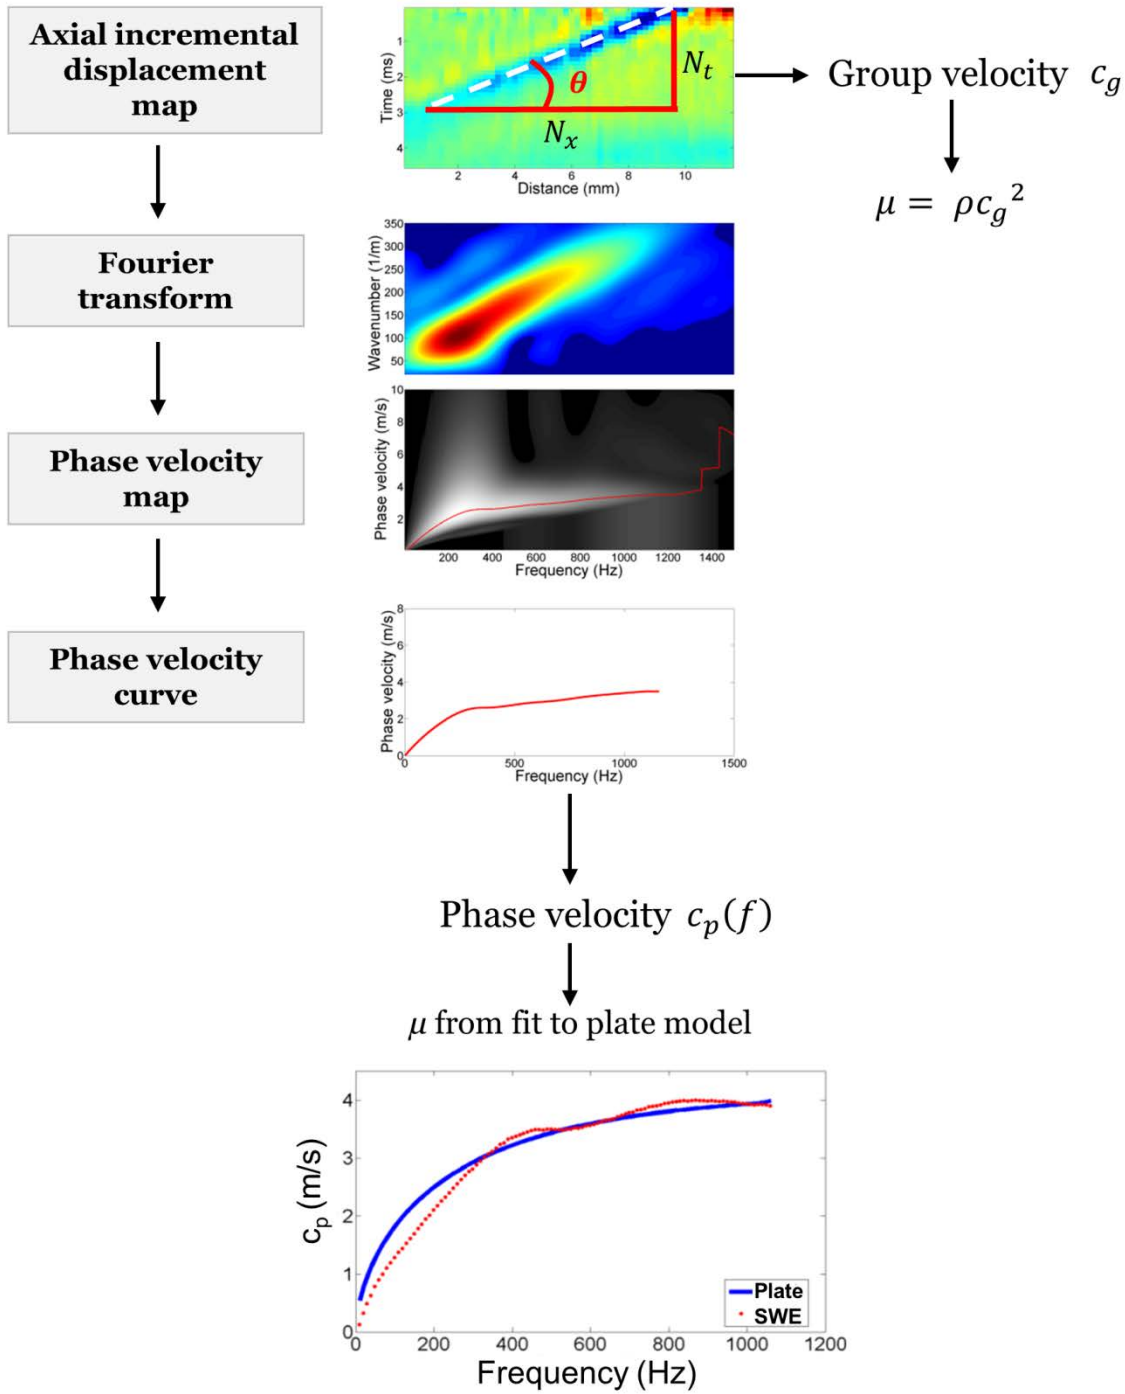 Axial incremental
displacement
map
Fourier
transform
Phase velocity
map
Phase velocity
curve
Time (ms)
1
2
3
4
θ
N_t
N_x
2 4 6 8 10
Distance (mm)
Group velocity c_g
μ = ρc_g²
Wavenumber (1/m)
350
300
250
200
150
100
50
Phase velocity (m/s)
10
8
6
4
2
200 400 600 800 1000 1200 1400
Frequency (Hz)
Phase velocity (m/s)
8
6
4
2
0
0 500 1000 1500
Frequency (Hz)
Phase velocity c_p(f)
μ from fit to plate model
c_p (m/s)
4
3
2
1
0
Plate
SWE
0 200 400 600 800 1000 1200
Frequency (Hz)